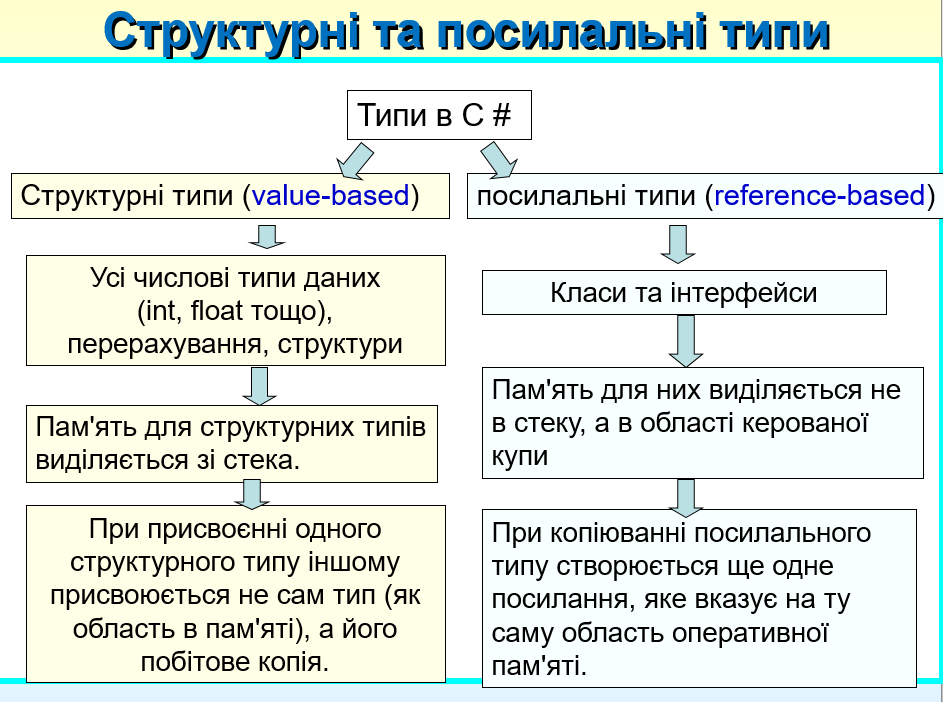 Структурні та посилальні типи
Типи в C #
Структурні типи (value-based)
посилальні типи (reference-based)
Усі числові типи даних
(int, float тощо),
перерахування, структури
Класи та інтерфейси
Пам'ять для структурних типів
виділяється зі стека.
Пам'ять для них виділяється не
в стеку, а в області керованої
купи
При присвоєнні одного
структурного типу іншому
присвоюється не сам тип (як
область в пам'яті), а його
побітове копія.
При копіюванні посилального
типу створюється ще одне
посилання, яке вказує на ту
саму область оперативної
пам'яті.